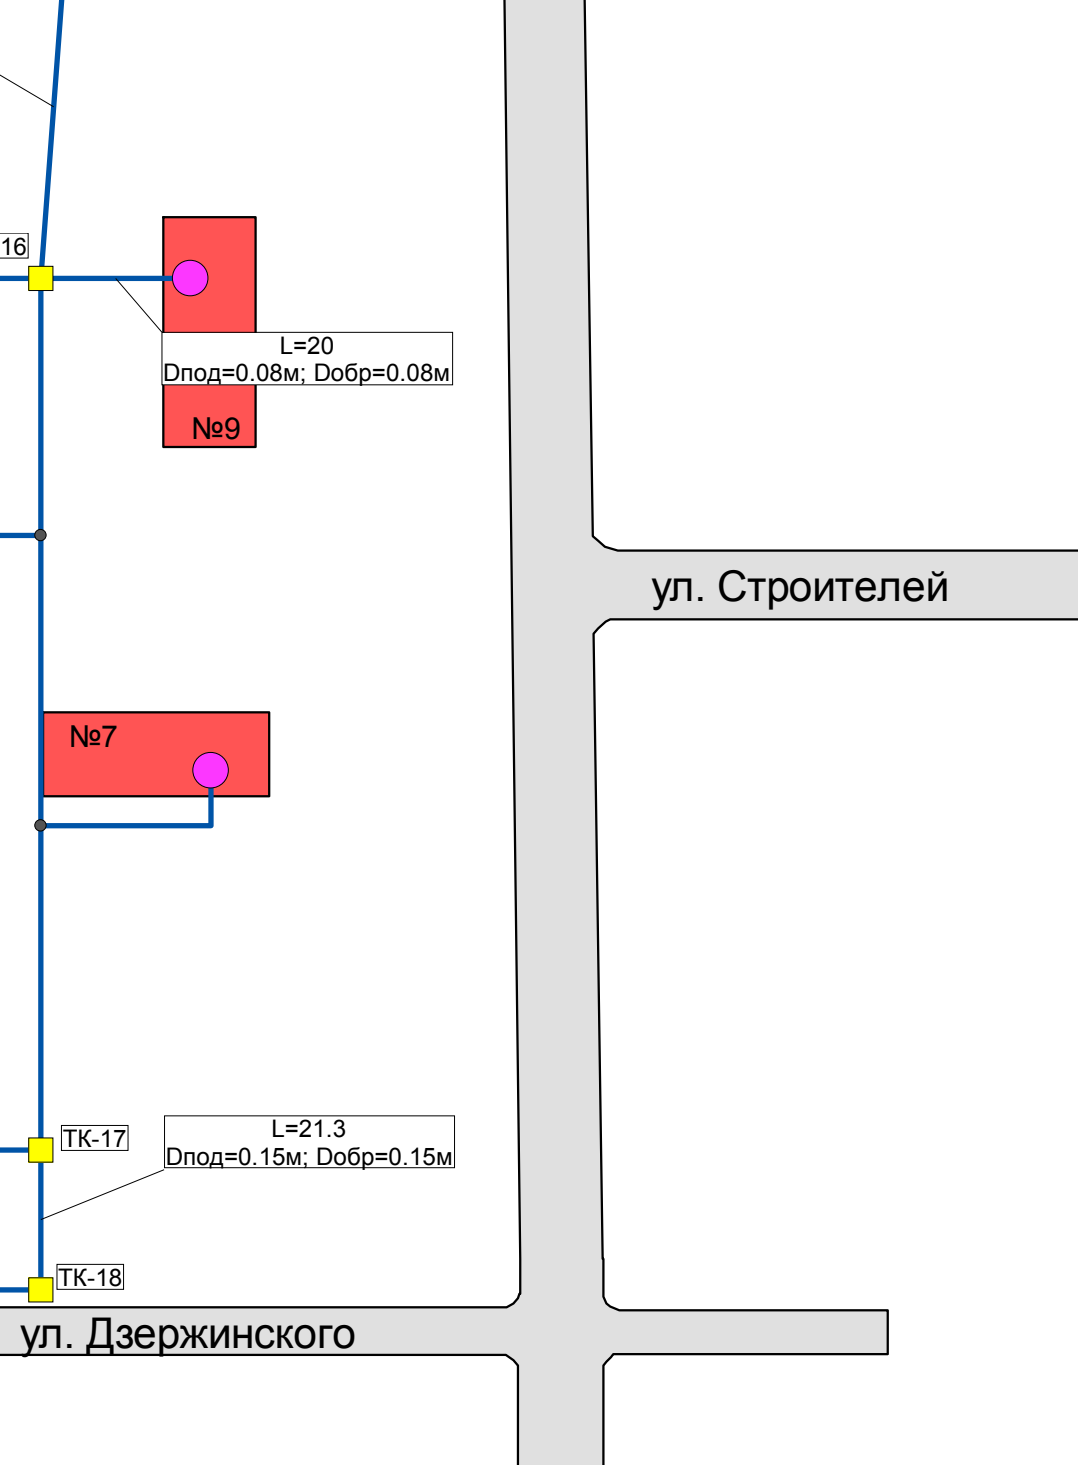 16
L=20
Dпод=0.08м; Dобр=0.08м
№9
ул. Строителей
№7
ТК-17
L=21.3
Dпод=0.15м; Dобр=0.15м
ТК-18
ул. Дзержинского